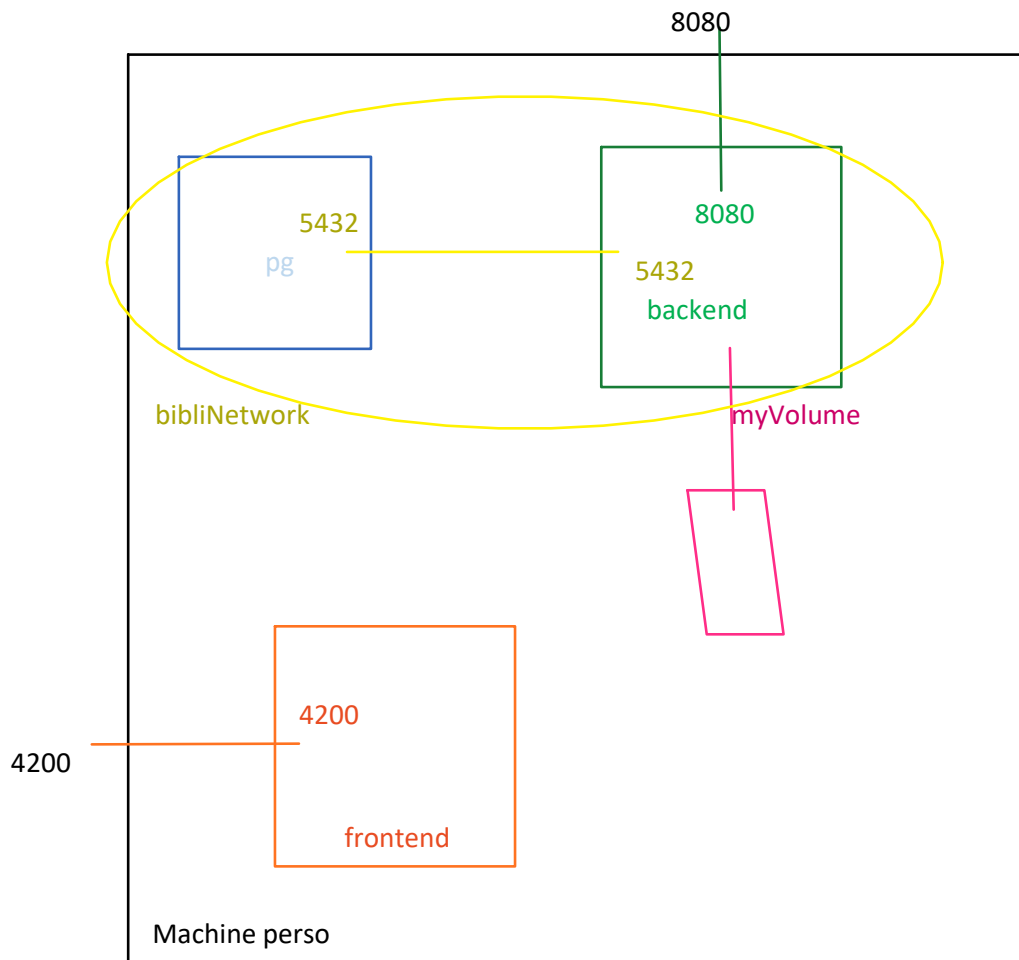 8080
8080
5432
pg
5432
backend
bibliNetwork
myVolume
4200
4200
frontend
Machine perso